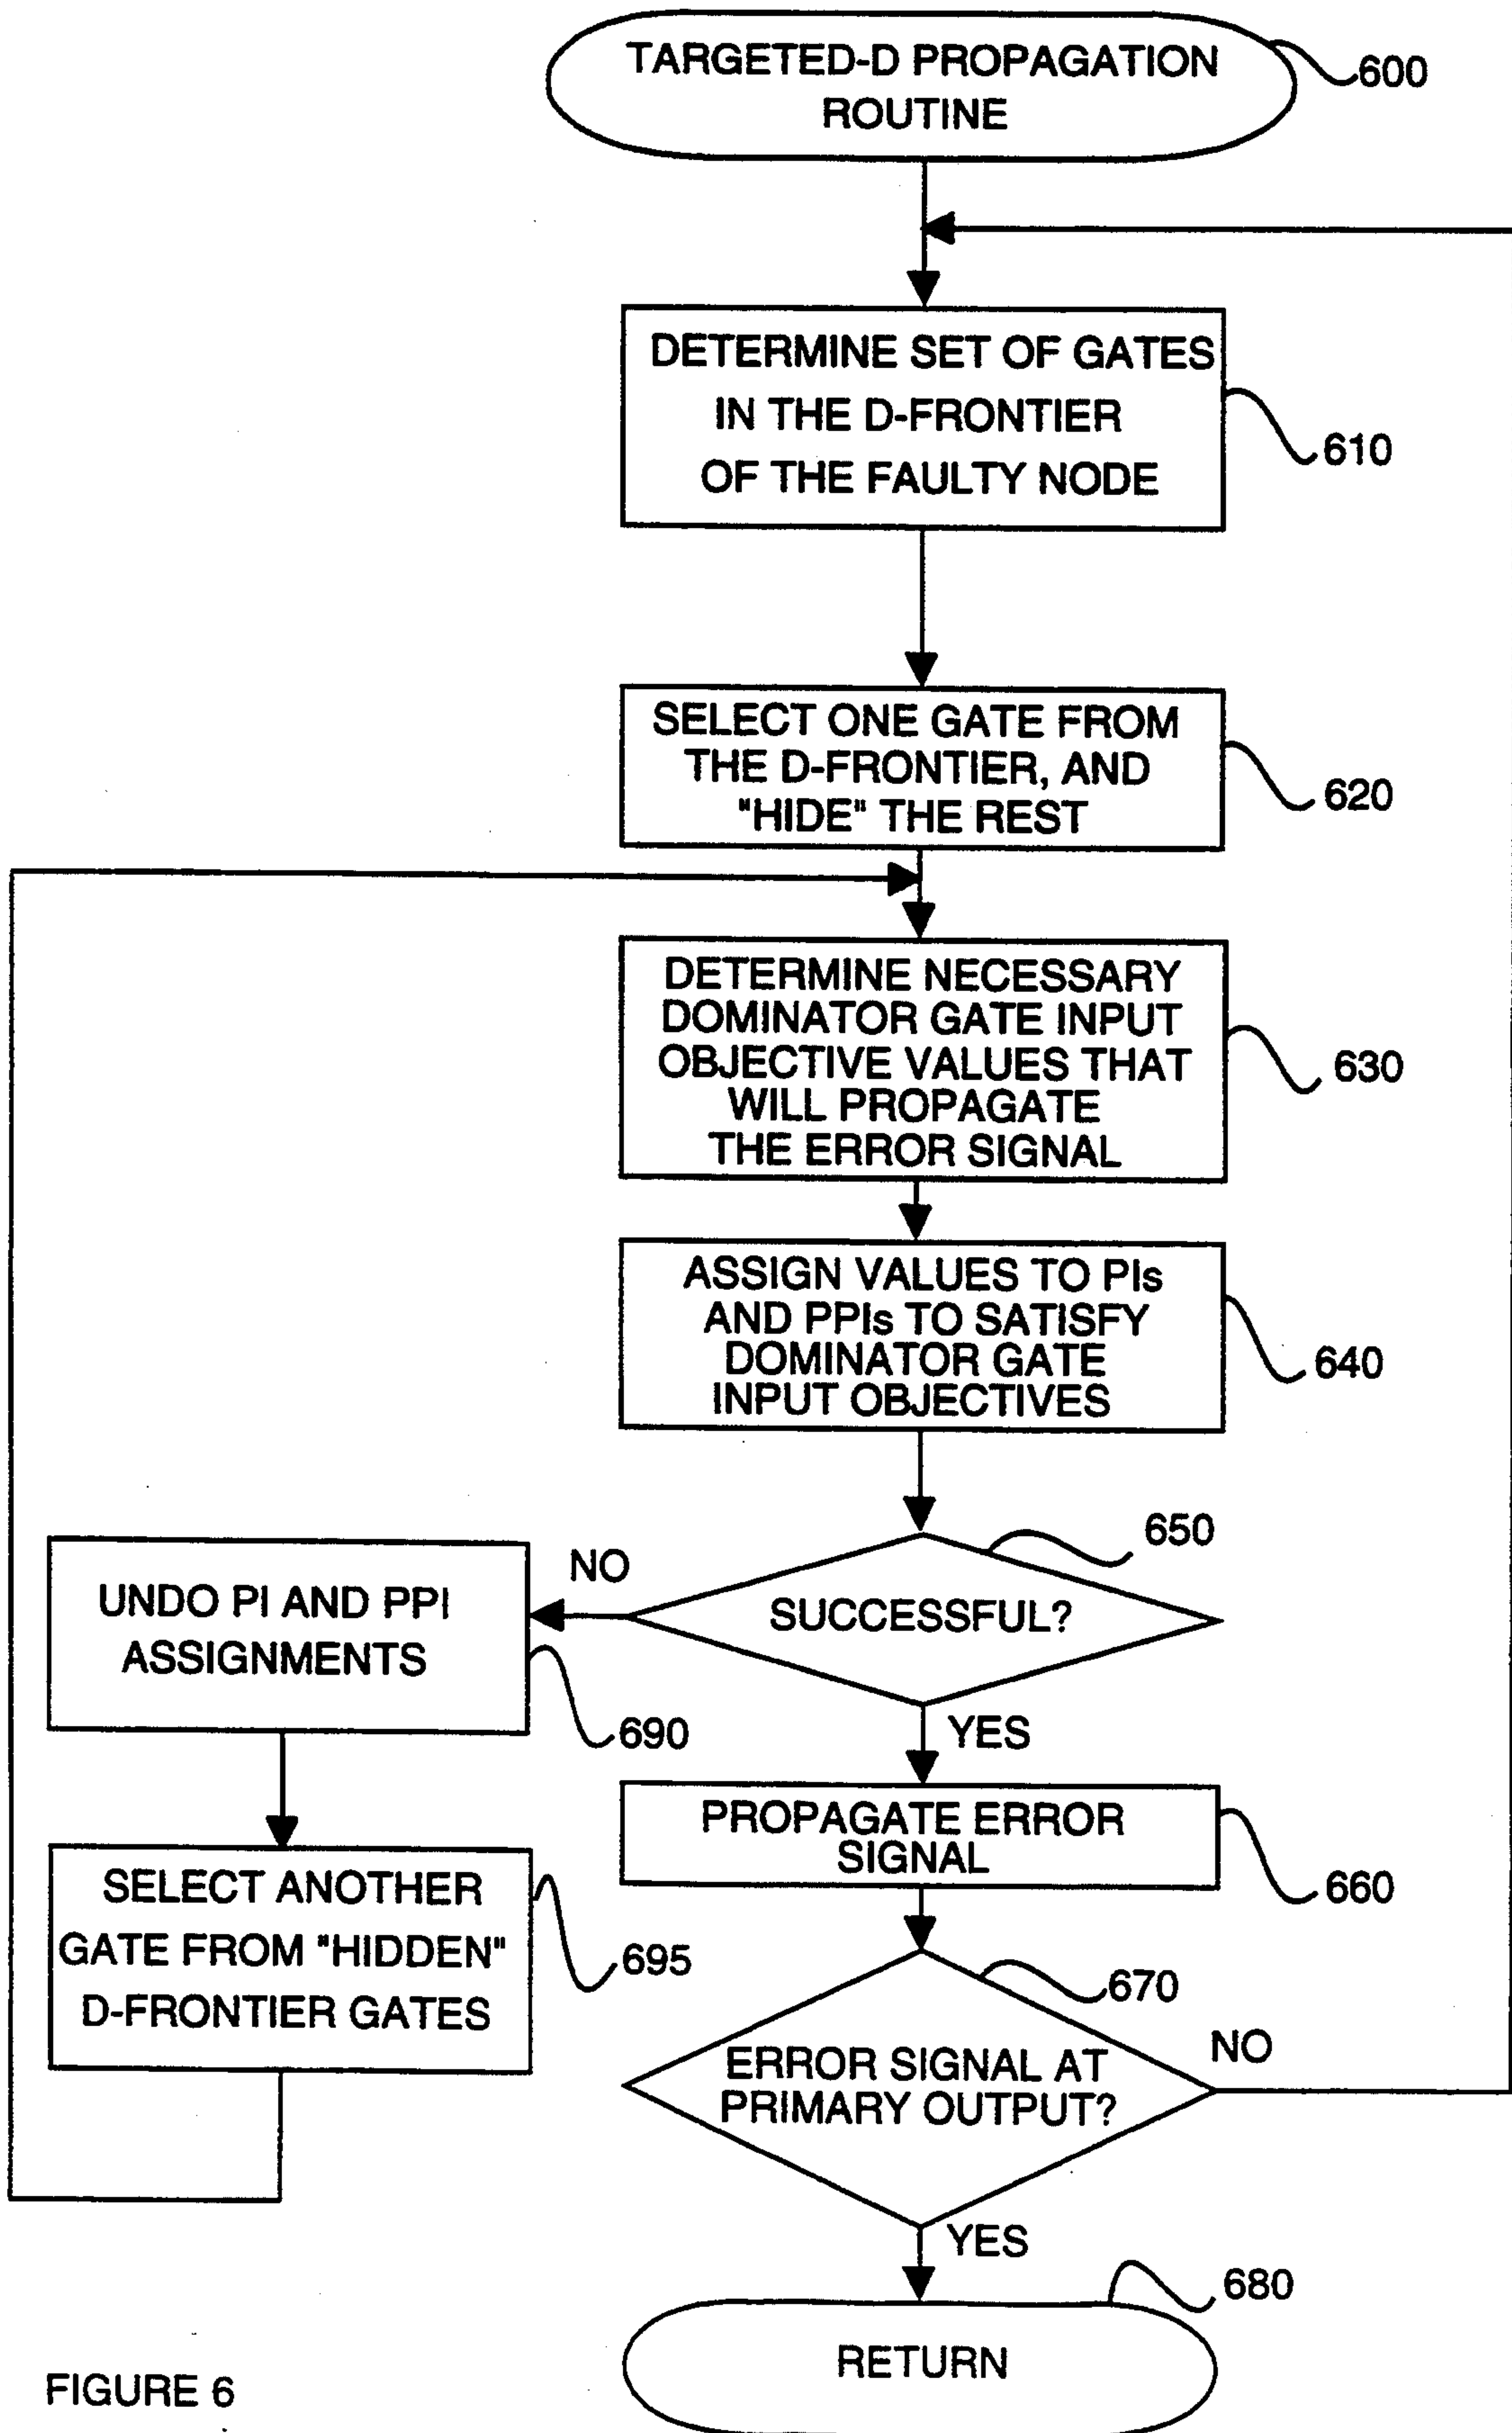 TARGETED-D PROPAGATION
ROUTINE
600
DETERMINE SET OF GATES
IN THE D-FRONTIER
OF THE FAULTY NODE
610
SELECT ONE GATE FROM
THE D-FRONTIER, AND
"HIDE" THE REST
620
DETERMINE NECESSARY
DOMINATOR GATE INPUT
OBJECTIVE VALUES THAT
WILL PROPAGATE
THE ERROR SIGNAL
630
ASSIGN VALUES TO PIs
AND PPIs TO SATISFY
DOMINATOR GATE
INPUT OBJECTIVES
640
650
SUCCESSFUL?
NO
UNDO PI AND PPI
ASSIGNMENTS
690
YES
PROPAGATE ERROR
SIGNAL
660
SELECT ANOTHER
GATE FROM "HIDDEN"
D-FRONTIER GATES
695
670
ERROR SIGNAL AT
PRIMARY OUTPUT?
NO
YES
680
RETURN
FIGURE 6